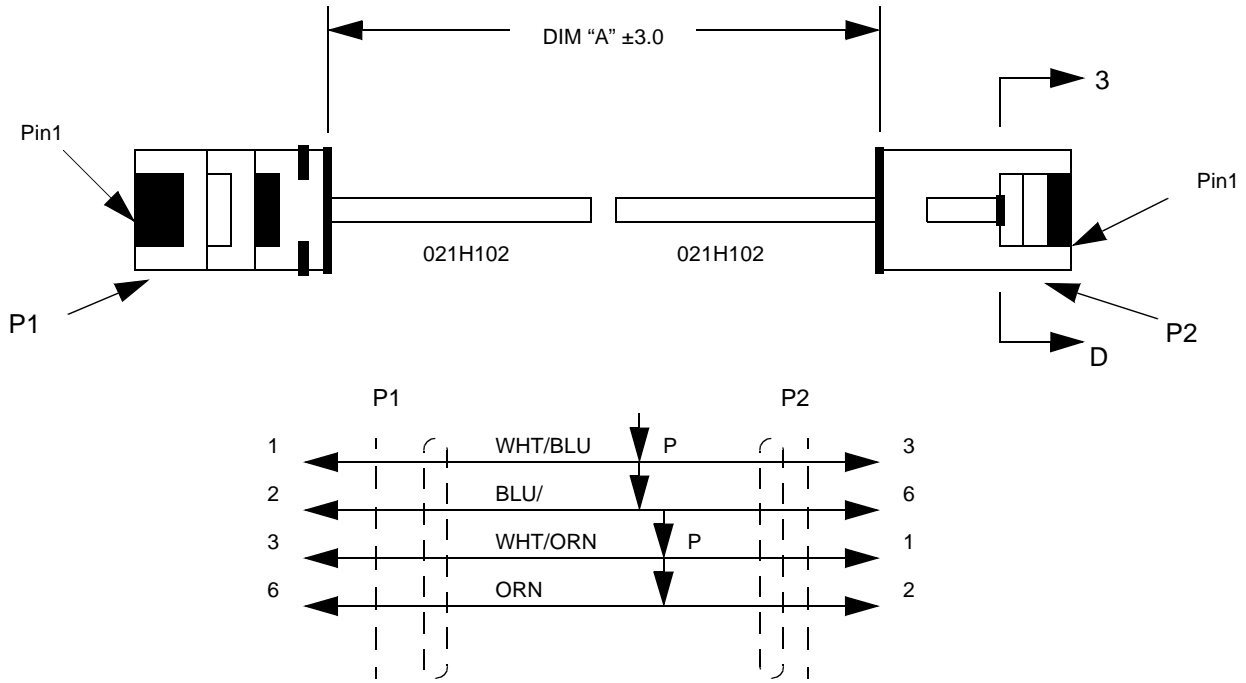 DIM “A” ±3.0
3
Pin1
Pin1
021H102
021H102
P1
P2
D
P1
P2
1 WHT/BLU P 3
2 BLU/ 6
3 WHT/ORN P 1
6 ORN 2